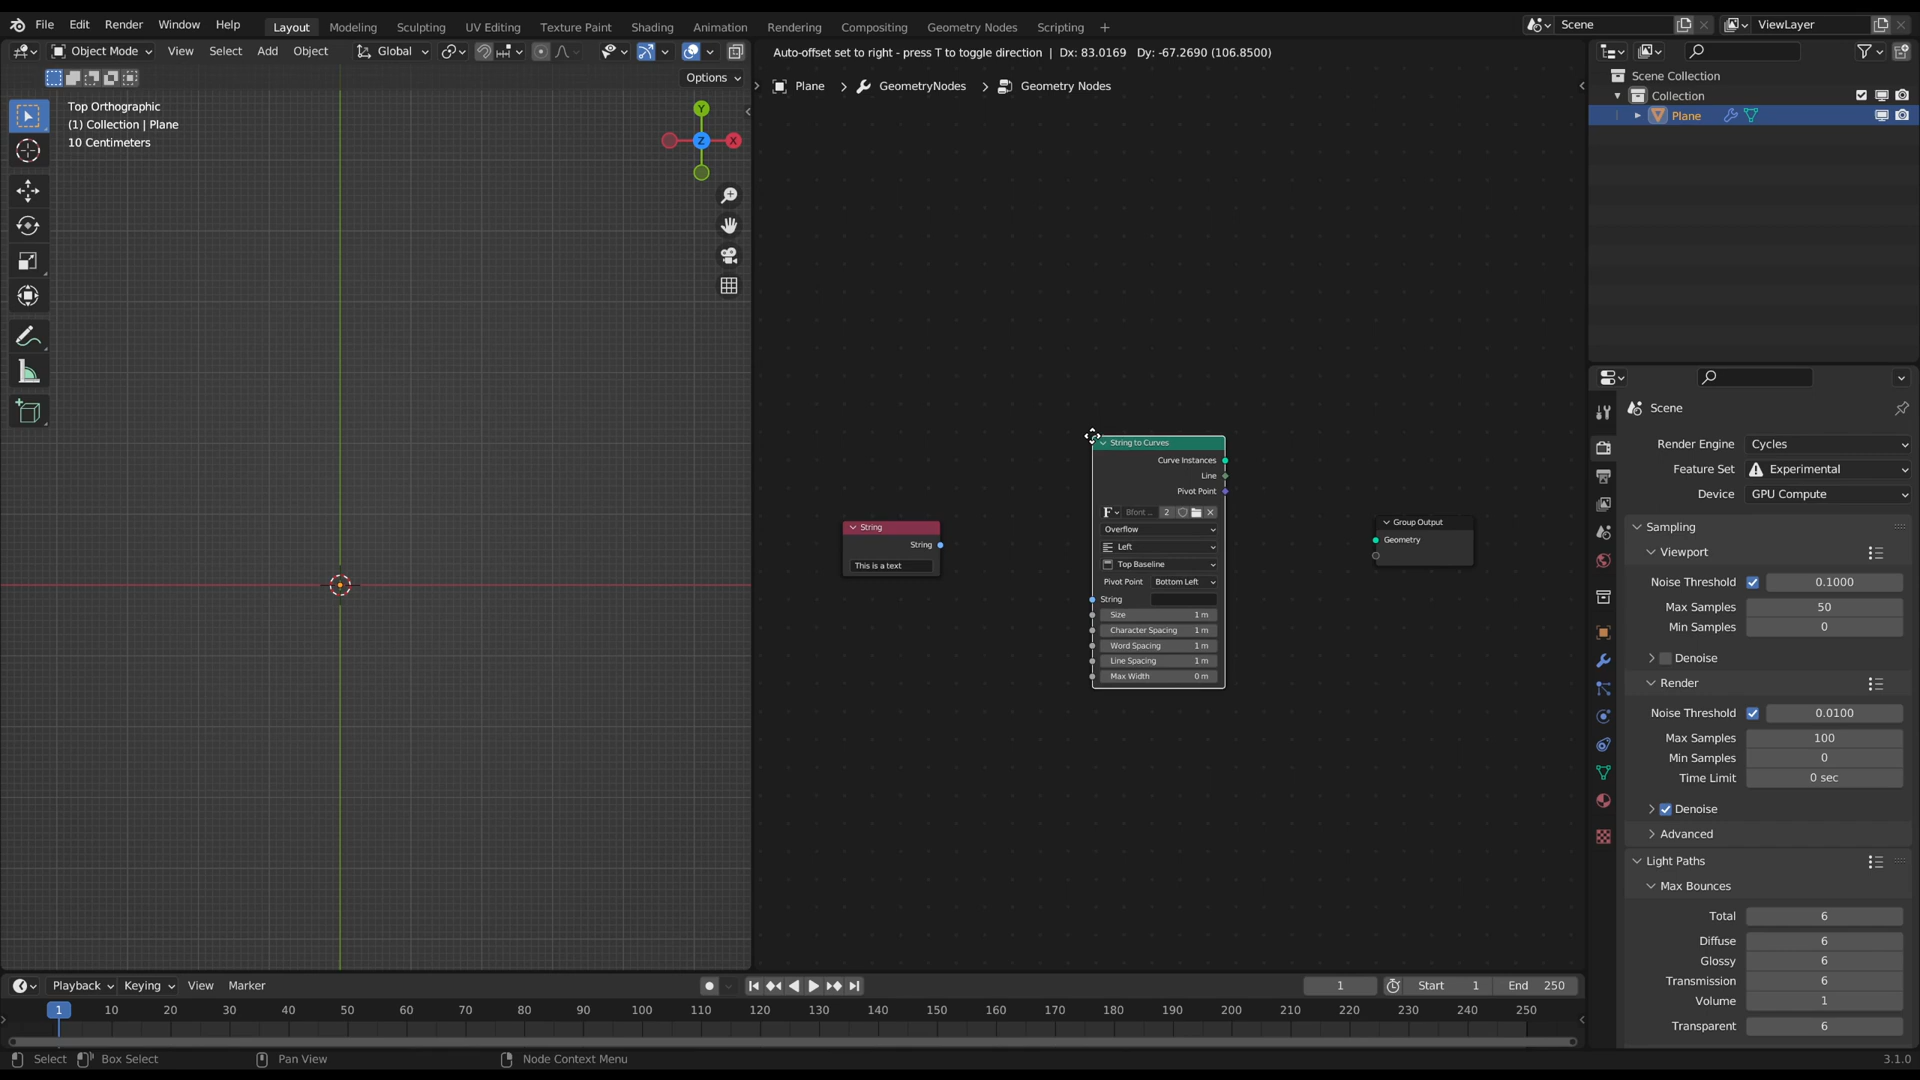 File Edit Render Window Help Layout Modeling Sculpting UV Editing Texture Paint Shading Animation Rendering Compositing Geometry Nodes Scripting + Scene ViewLayer
Object Mode View Select Add Object Global
Auto-offset set to right - press T to toggle direction | Dx: 83.0169 Dy: -67.2690 (106.8500)
Options
Plane > GeometryNodes > Geometry Nodes
Top Orthographic
(1) Collection | Plane
10 Centimeters
Y
Z
X
String to Curves
Curve Instances
Line
Pivot Point
F Bfont ... 2
Overflow
Left
Top Baseline
Pivot Point Bottom Left
String
Size 1 m
Character Spacing 1 m
Word Spacing 1 m
Line Spacing 1 m
Max Width 0 m
String
String
This is a text
Group Output
Geometry
Scene Collection
Collection
Plane
Scene
Render Engine Cycles
Feature Set Experimental
Device GPU Compute
Sampling
Viewport
Noise Threshold 0.1000
Max Samples 50
Min Samples 0
Denoise
Render
Noise Threshold 0.0100
Max Samples 100
Min Samples 0
Time Limit 0 sec
Denoise
Advanced
Light Paths
Max Bounces
Total 6
Diffuse 6
Glossy 6
Transmission 6
Volume 1
Transparent 6
Playback Keying View Marker 1 Start 1 End 250
1 10 20 30 40 50 60 70 80 90 100 110 120 130 140 150 160 170 180 190 200 210 220 230 240 250
Select Box Select Pan View Node Context Menu 3.1.0